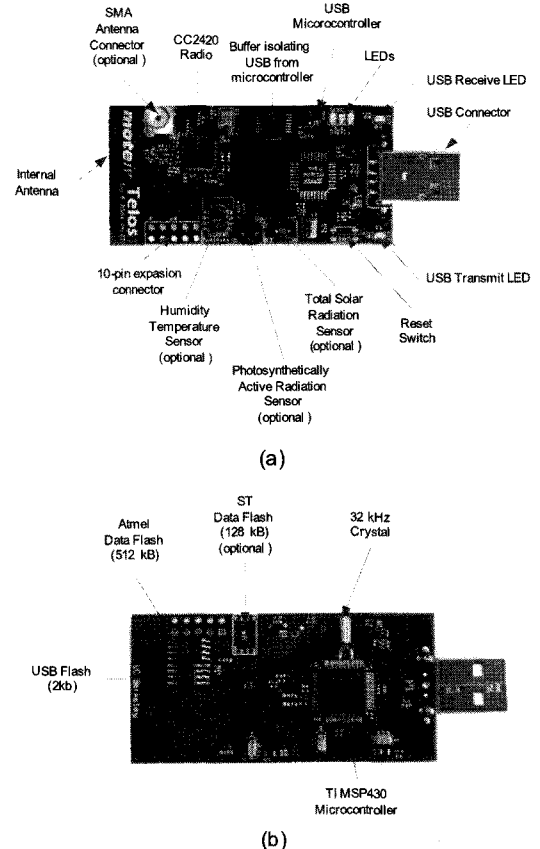 SMA
Antenna
Connector
(optional )
CC2420
Radio
Buffer isolating
USB from
microcontroller
USB
Micorocontroller
LEDs
USB Receive LED
USB Connector
Internal
Antenna
moteiv
Telos
10-pin expasion
connector
Humidity
Temperature
Sensor
(optional )
Photosynthetically
Active Radiation
Sensor
(optional )
Total Solar
Radiation
Sensor
(optional )
Reset
Switch
USB Transmit LED
(a)
ST
Data Flash
(128 kB)
(optional )
Atmel
Data Flash
(512 kB)
32 kHz
Crystal
USB Flash
(2kb)
TI MSP430
Microcontroller
(b)